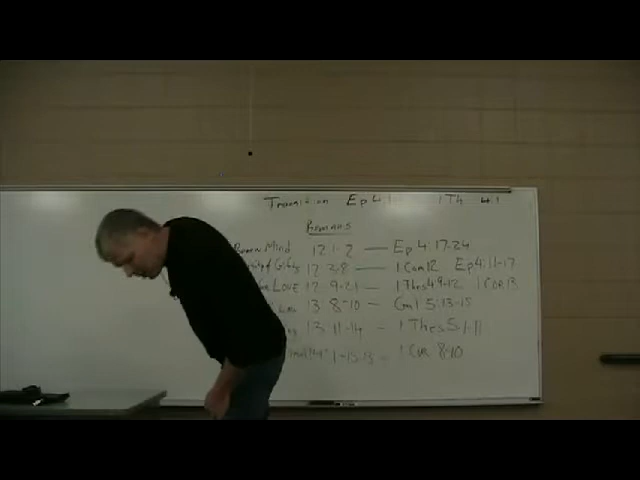 Transition Ep 4:1 1 Th 4:1
Romans
Mind 12:1-2 — Ep 4:17-24
of Gifts 12 3-8 — 1 Cor 12 Ep 4:11-17
LOVE 12-9-21 — 1 Thes 4 9-12 1 Cor 13
13 8-10 — Gal 5:13-15
13-11-14 — 1 Thes 5:1-11
1-15:13 — 1 Cor 8-10